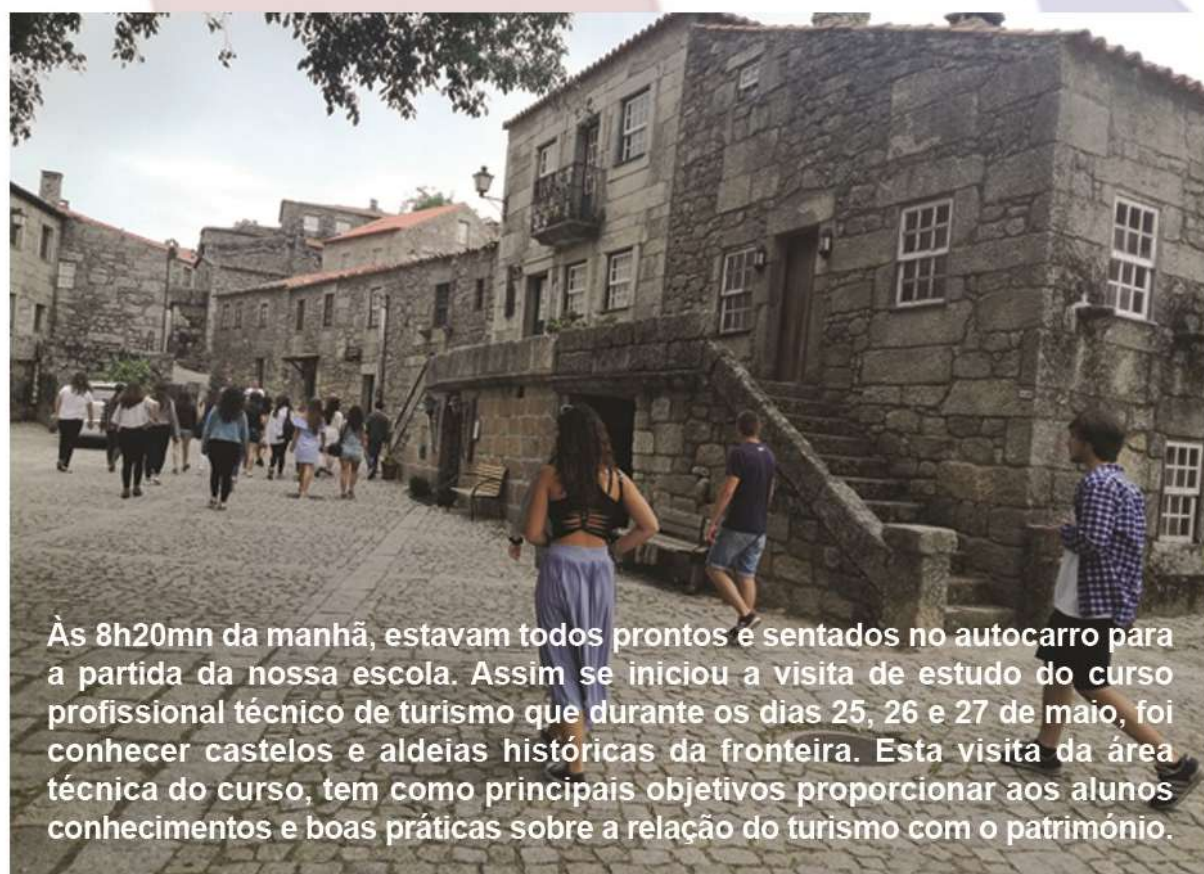 Às 8h20mn da manhã, estavam todos prontos e sentados no autocarro para
a partida da nossa escola. Assim se iniciou a visita de estudo do curso
profissional técnico de turismo que durante os dias 25, 26 e 27 de maio, foi
conhecer castelos e aldeias históricas da fronteira. Esta visita da área
técnica do curso, tem como principais objetivos proporcionar aos alunos
conhecimentos e boas práticas sobre a relação do turismo com o património.